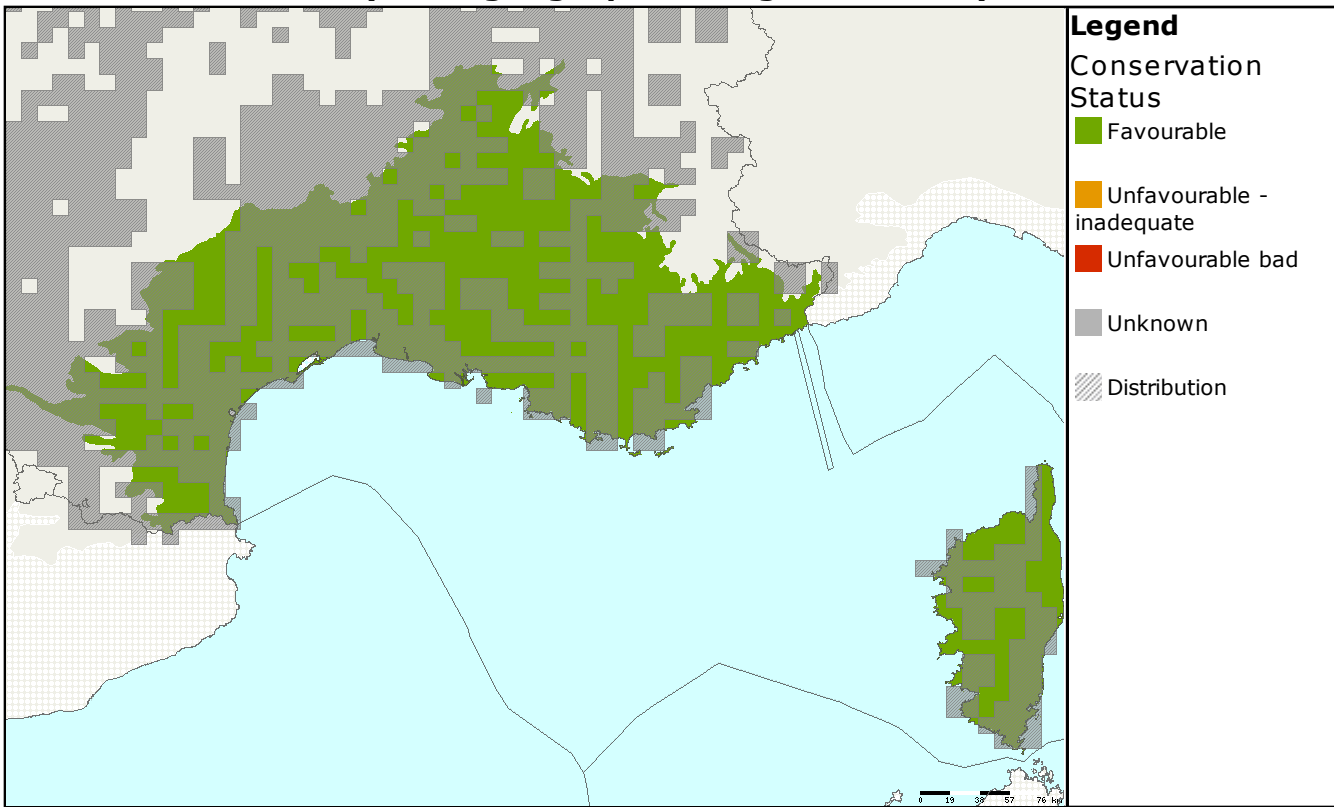 Legend
Conservation
Status
Favourable
Unfavourable -
inadequate
Unfavourable bad
Unknown
Distribution
0 19 38 57 76 km